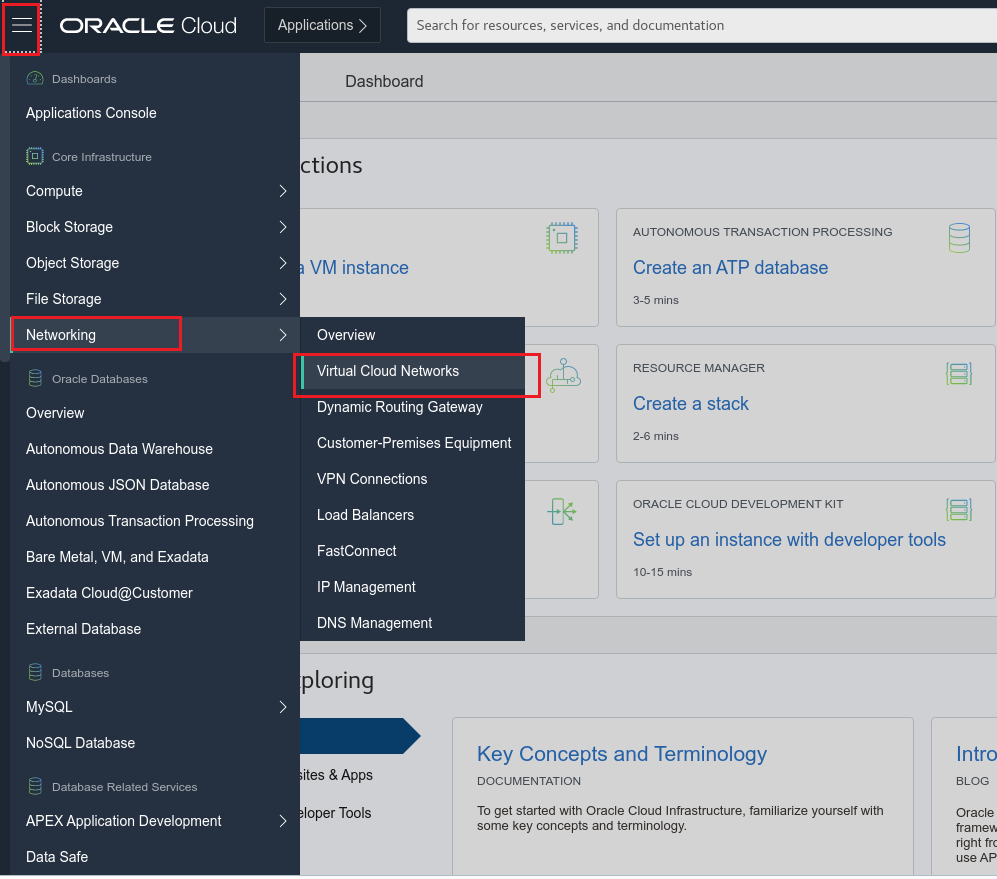 ORACLE Cloud
Applications
Search for resources, services, and documentation
Dashboards
Applications Console
Core Infrastructure
Compute
Block Storage
Object Storage
File Storage
Networking
Oracle Databases
Overview
Autonomous Data Warehouse
Autonomous JSON Database
Autonomous Transaction Processing
Bare Metal, VM, and Exadata
Exadata Cloud@Customer
External Database
Databases
MySQL
NoSQL Database
Database Related Services
APEX Application Development
Data Safe
Overview
Virtual Cloud Networks
Dynamic Routing Gateway
Customer-Premises Equipment
VPN Connections
Load Balancers
FastConnect
IP Management
DNS Management
Dashboard
ctions
a VM instance
AUTONOMOUS TRANSACTION PROCESSING
Create an ATP database
3-5 mins
RESOURCE MANAGER
Create a stack
2-6 mins
ORACLE CLOUD DEVELOPMENT KIT
Set up an instance with developer tools
10-15 mins
ploring
sites & Apps
eloper Tools
Key Concepts and Terminology
DOCUMENTATION
To get started with Oracle Cloud Infrastructure, familiarize yourself with
some key concepts and terminology.
Intro
BLOG
Oracle
framew
right fro
use AP